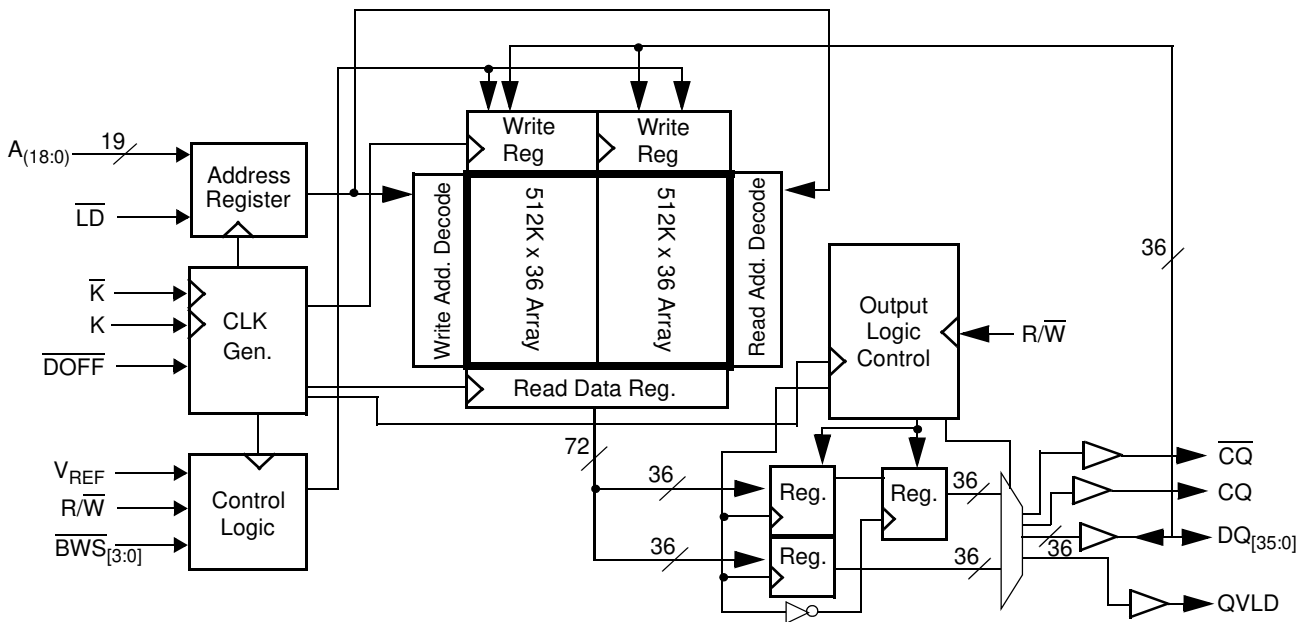 A(18:0)
19
LD
Address
Register
K
K
DOFF
CLK
Gen.
VREF
R/W
BWS[3:0]
Control
Logic
Write
Reg
Write
Reg
Write Add. Decode
512K x 36 Array
512K x 36 Array
Read Add. Decode
Read Data Reg.
72
36
36
Output
Logic
Control
R/W
36
Reg.
Reg.
Reg.
36
36
36
CQ
CQ
DQ[35:0]
QVLD